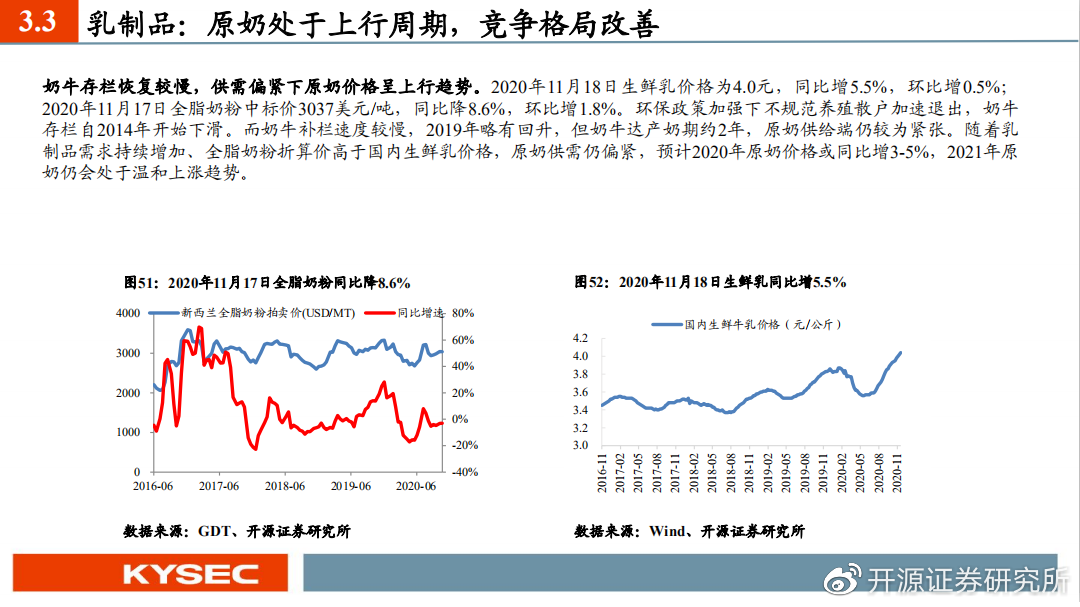 3.3 乳制品：原奶处于上行周期，竞争格局改善
奶牛存栏恢复较慢，供需偏紧下原奶价格呈上行趋势。2020年11月18日生鲜乳价格为4.0元，同比增5.5%，环比增0.5%；
2020年11月17日全脂奶粉中标价3037美元/吨，同比降8.6%，环比增1.8%。环保政策加强下不规范养殖散户加速退出，奶牛
存栏自2014年开始下滑。而奶牛补栏速度较慢，2019年略有回升，但奶牛达产奶期约2年，原奶供给端仍较为紧张。随着乳
制品需求持续增加、全脂奶粉折算价高于国内生鲜乳价格，原奶供需仍偏紧，预计2020年原奶价格或同比增3-5%，2021年原
奶仍会处于温和上涨趋势。
图51：2020年11月17日全脂奶粉同比降8.6%
新西兰全脂奶粉拍卖价(USD/MT) 同比增速
4000
3000
2000
1000
0
80%
60%
40%
20%
0%
-20%
-40%
2016-06 2017-06 2018-06 2019-06 2020-06
数据来源：GDT、开源证券研究所
图52：2020年11月18日生鲜乳同比增5.5%
国内生鲜牛乳价格（元/公斤）
4.2
4.0
3.8
3.6
3.4
3.2
3.0
2016-11 2017-02 2017-05 2017-08 2017-11 2018-02 2018-05 2018-08 2018-11 2019-02 2019-05 2019-08 2019-11 2020-02 2020-05 2020-08 2020-11
数据来源：Wind、开源证券研究所
KYSEC
开源证券研究所